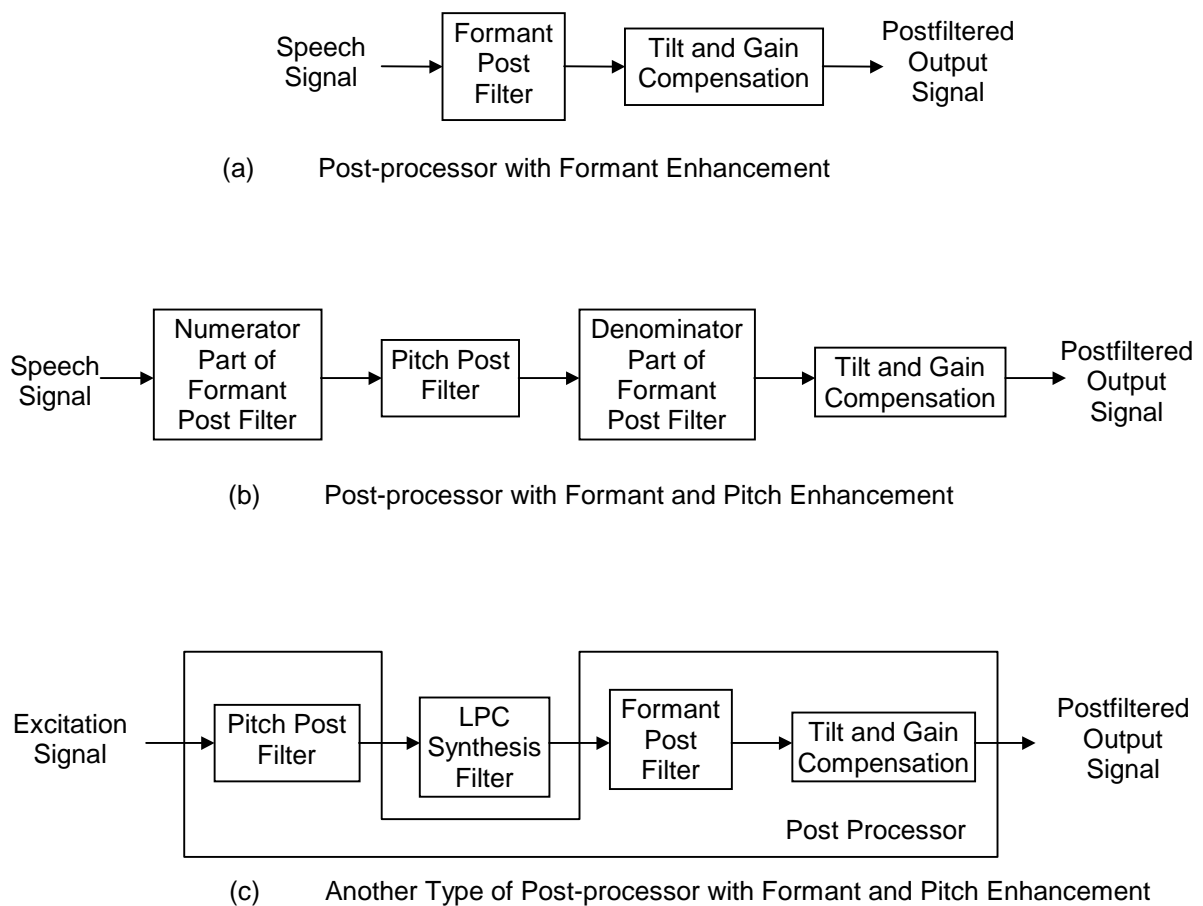 Speech
Signal
Formant
Post
Filter
Tilt and Gain
Compensation
Postfiltered
Output
Signal
(a) Post-processor with Formant Enhancement
Speech
Signal
Numerator
Part of
Formant
Post Filter
Pitch Post
Filter
Denominator
Part of
Formant
Post Filter
Tilt and Gain
Compensation
Postfiltered
Output
Signal
(b) Post-processor with Formant and Pitch Enhancement
Excitation
Signal
Pitch Post
Filter
LPC
Synthesis
Filter
Formant
Post
Filter
Tilt and Gain
Compensation
Postfiltered
Output
Signal
Post Processor
(c) Another Type of Post-processor with Formant and Pitch Enhancement